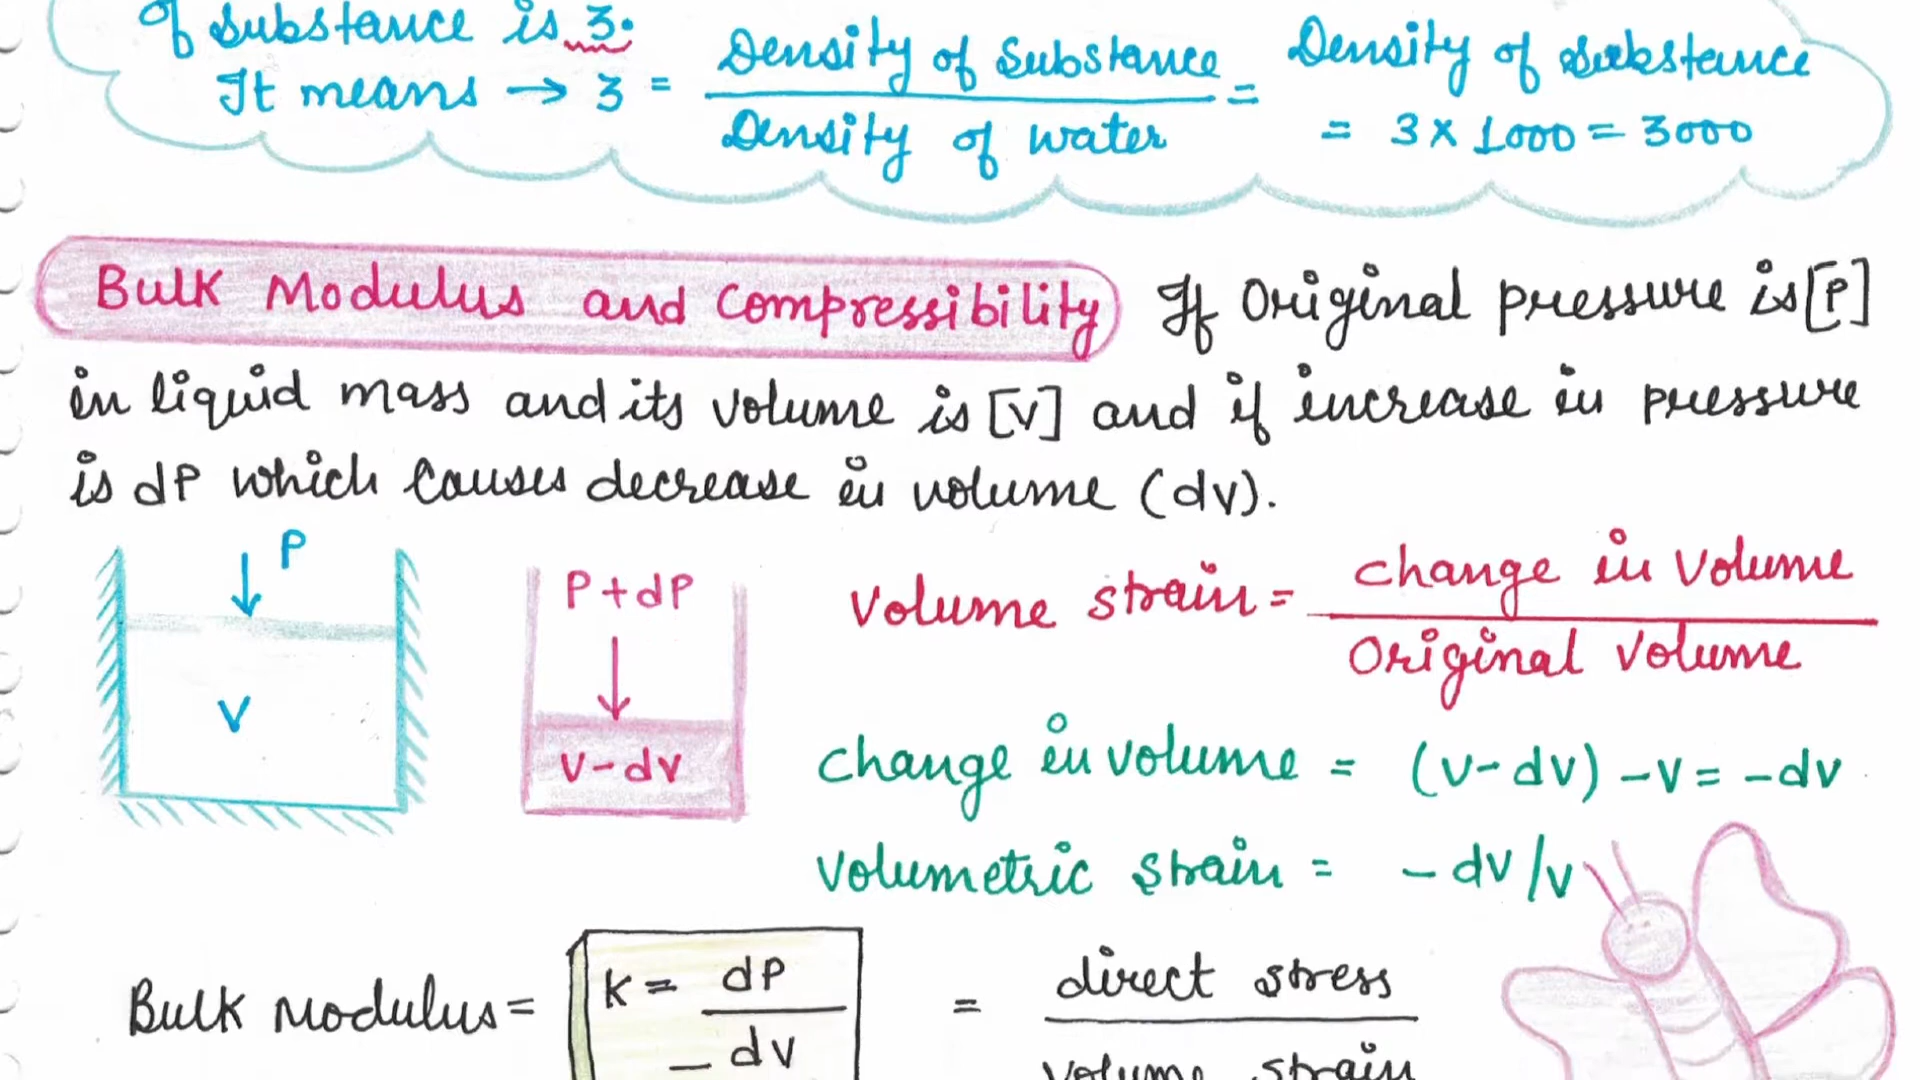 of substance is 3.
It means → 3 = Density of Substance / Density of water = Density of substance
= 3 × 1000 = 3000
Bulk Modulus and Compressibility If Original pressure is [P]
in liquid mass and its volume is [V] and if increase in pressure
is dP which causes decrease in volume (dv).
P
V
P+dP
V-dv
Volume strain = change in Volume / Original Volume
change in volume = (v-dv) -v = -dv
Volumetric strain = - dv/v
Bulk Modulus = K = dP / - dv = direct stress / volume strain